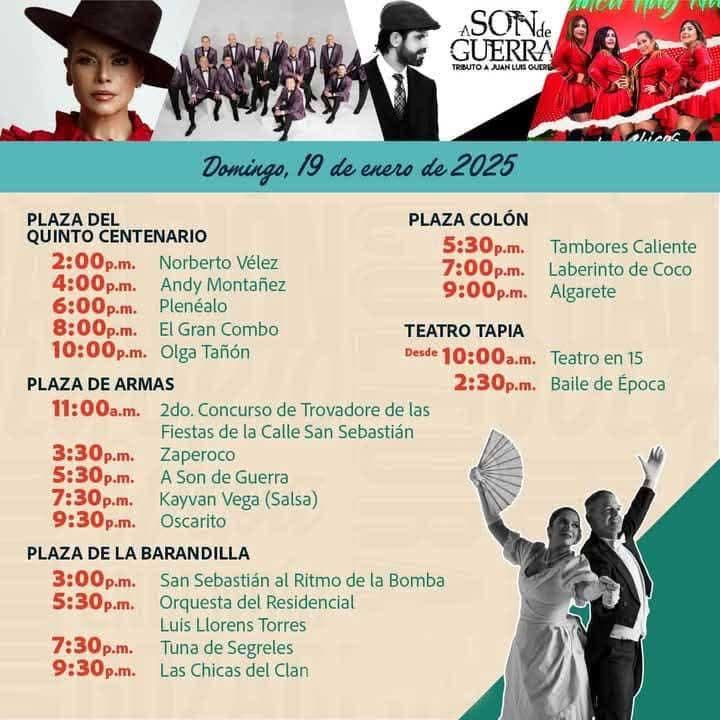 A SON de
GUERRA
TRIBUTO A JUAN LUIS GUER
Domingo, 19 de enero de 2025
PLAZA DEL
QUINTO CENTENARIO
2:00p.m. Norberto Vélez
4:00p.m. Andy Montañez
6:00p.m. Plenéalo
8:00p.m. El Gran Combo
10:00p.m. Olga Tañón
PLAZA DE ARMAS
11:00a.m. 2do. Concurso de Trovadore de las
Fiestas de la Calle San Sebastián
3:30p.m. Zaperoco
5:30p.m. A Son de Guerra
7:30p.m. Kayvan Vega (Salsa)
9:30p.m. Oscarito
PLAZA DE LA BARANDILLA
3:00p.m. San Sebastián al Ritmo de la Bomba
5:30p.m. Orquesta del Residencial
Luis Llorens Torres
7:30p.m. Tuna de Segreles
9:30p.m. Las Chicas del Clan
PLAZA COLÓN
5:30p.m. Tambores Caliente
7:00p.m. Laberinto de Coco
9:00p.m. Algarete
TEATRO TAPIA
Desde 10:00a.m. Teatro en 15
2:30p.m. Baile de Época